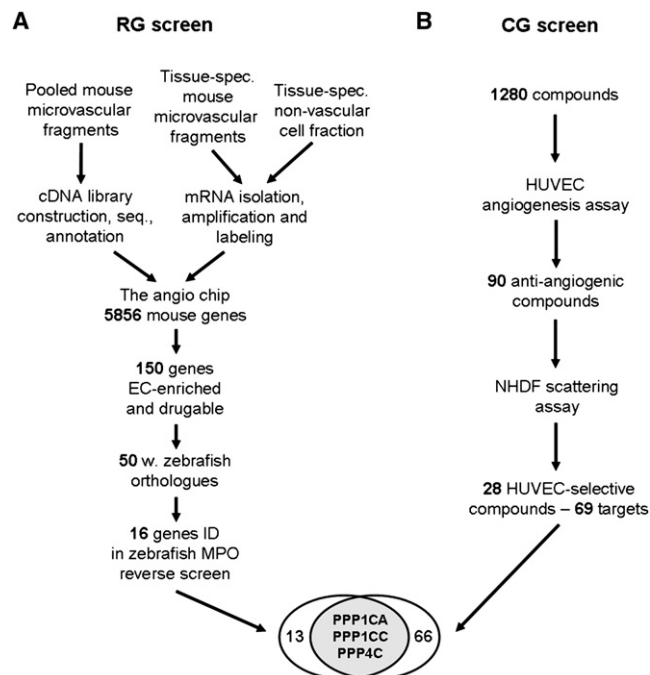 A
RG screen
Pooled mouse
microvascular
fragments
Tissue-spec.
mouse
microvascular
fragments
Tissue-spec.
non-vascular
cell fraction
cDNA library
construction, seq.,
annotation
mRNA isolation,
amplification and
labeling
The angio chip
5856 mouse genes
150 genes
EC-enriched
and drugable
50 w. zebrafish
orthologues
16 genes ID
in zebrafish MPO
reverse screen
B
CG screen
1280 compounds
HUVEC
angiogenesis assay
90 anti-angiogenic
compounds
NHDF scattering
assay
28 HUVEC-selective
compounds – 69 targets
13
PPP1CA
PPP1CC
PPP4C
66